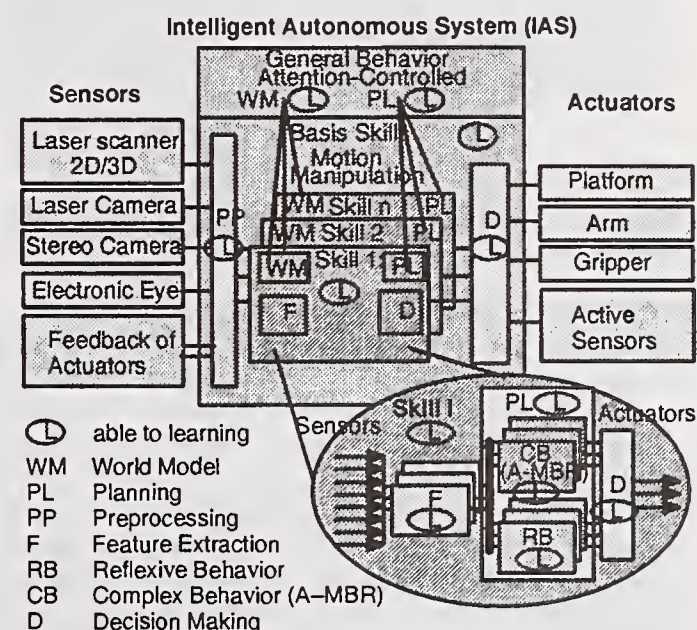 Intelligent Autonomous System (IAS)
General Behavior
Attention-Controlled
WM L PL L
Sensors
Laser scanner
2D/3D
Laser Camera
Stereo Camera
Electronic Eye
Feedback of
Actuators
PP
L
Basis Skill
L
Motion
Manipulation
WM Skill n PL
WM Skill 2 PL
Skill 1
WM PL
L
F D
D
L
Actuators
Platform
Arm
Gripper
Active
Sensors
L able to learning
WM World Model
PL Planning
PP Preprocessing
F Feature Extraction
RB Reflexive Behavior
CB Complex Behavior (A-MBR)
D Decision Making
Sensors
Skill I
L
PL L
Actuators
F
L
CB
(A-MBR)
L
RB
L
D
L